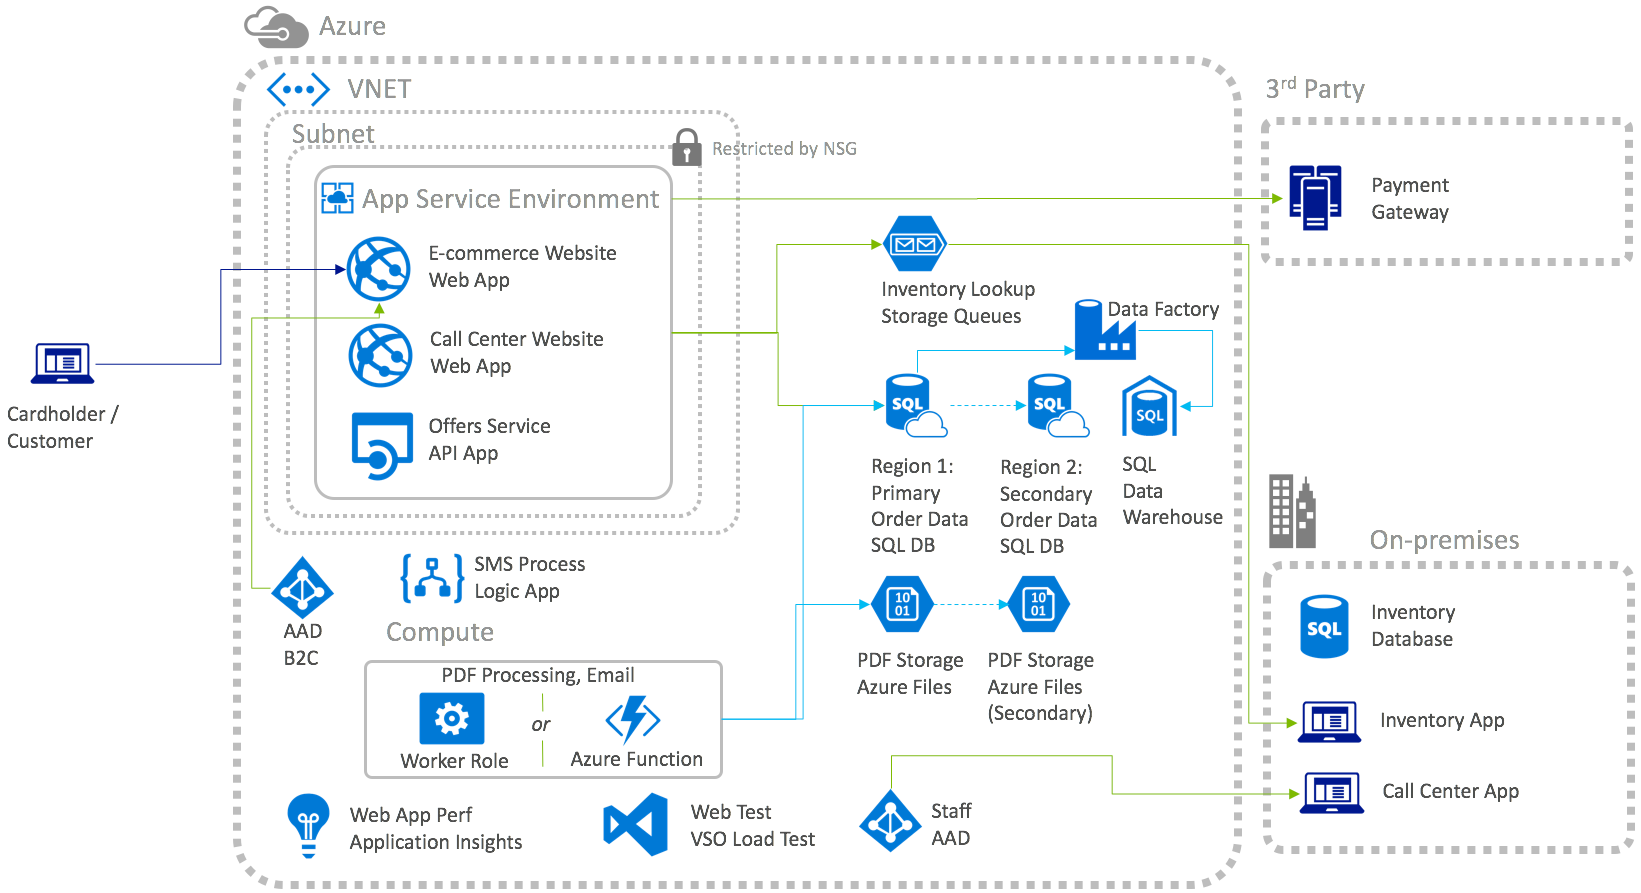 Azure
VNET
3rd Party
Subnet
Restricted by NSG
App Service Environment
Payment
Gateway
E-commerce Website
Web App
Inventory Lookup
Storage Queues
Data Factory
Call Center Website
Web App
Cardholder /
Customer
SQL
SQL
SQL
Offers Service
API App
Region 1:
Primary
Order Data
SQL DB
Region 2:
Secondary
Order Data
SQL DB
SQL
Data
Warehouse
On-premises
SMS Process
Logic App
10
01
10
01
AAD
B2C
Inventory
Database
SQL
Compute
PDF Storage
Azure Files
PDF Storage
Azure Files
(Secondary)
PDF Processing, Email
or
Worker Role
Azure Function
Inventory App
Call Center App
Web App Perf
Application Insights
Web Test
VSO Load Test
Staff
AAD